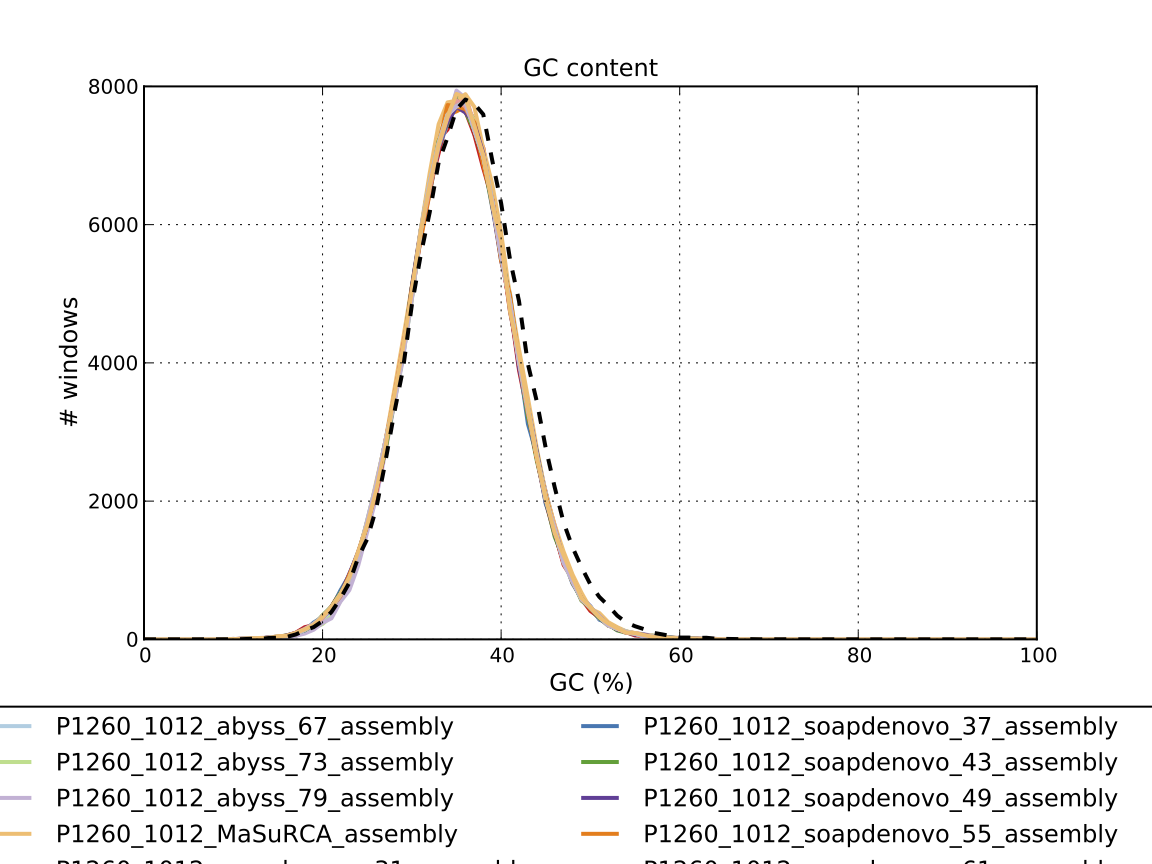 GC content
8000
6000
4000
2000
0
# windows
0 20 40 60 80 100
GC (%)
P1260_1012_abyss_67_assembly P1260_1012_soapdenovo_37_assembly
P1260_1012_abyss_73_assembly P1260_1012_soapdenovo_43_assembly
P1260_1012_abyss_79_assembly P1260_1012_soapdenovo_49_assembly
P1260_1012_MaSuRCA_assembly P1260_1012_soapdenovo_55_assembly